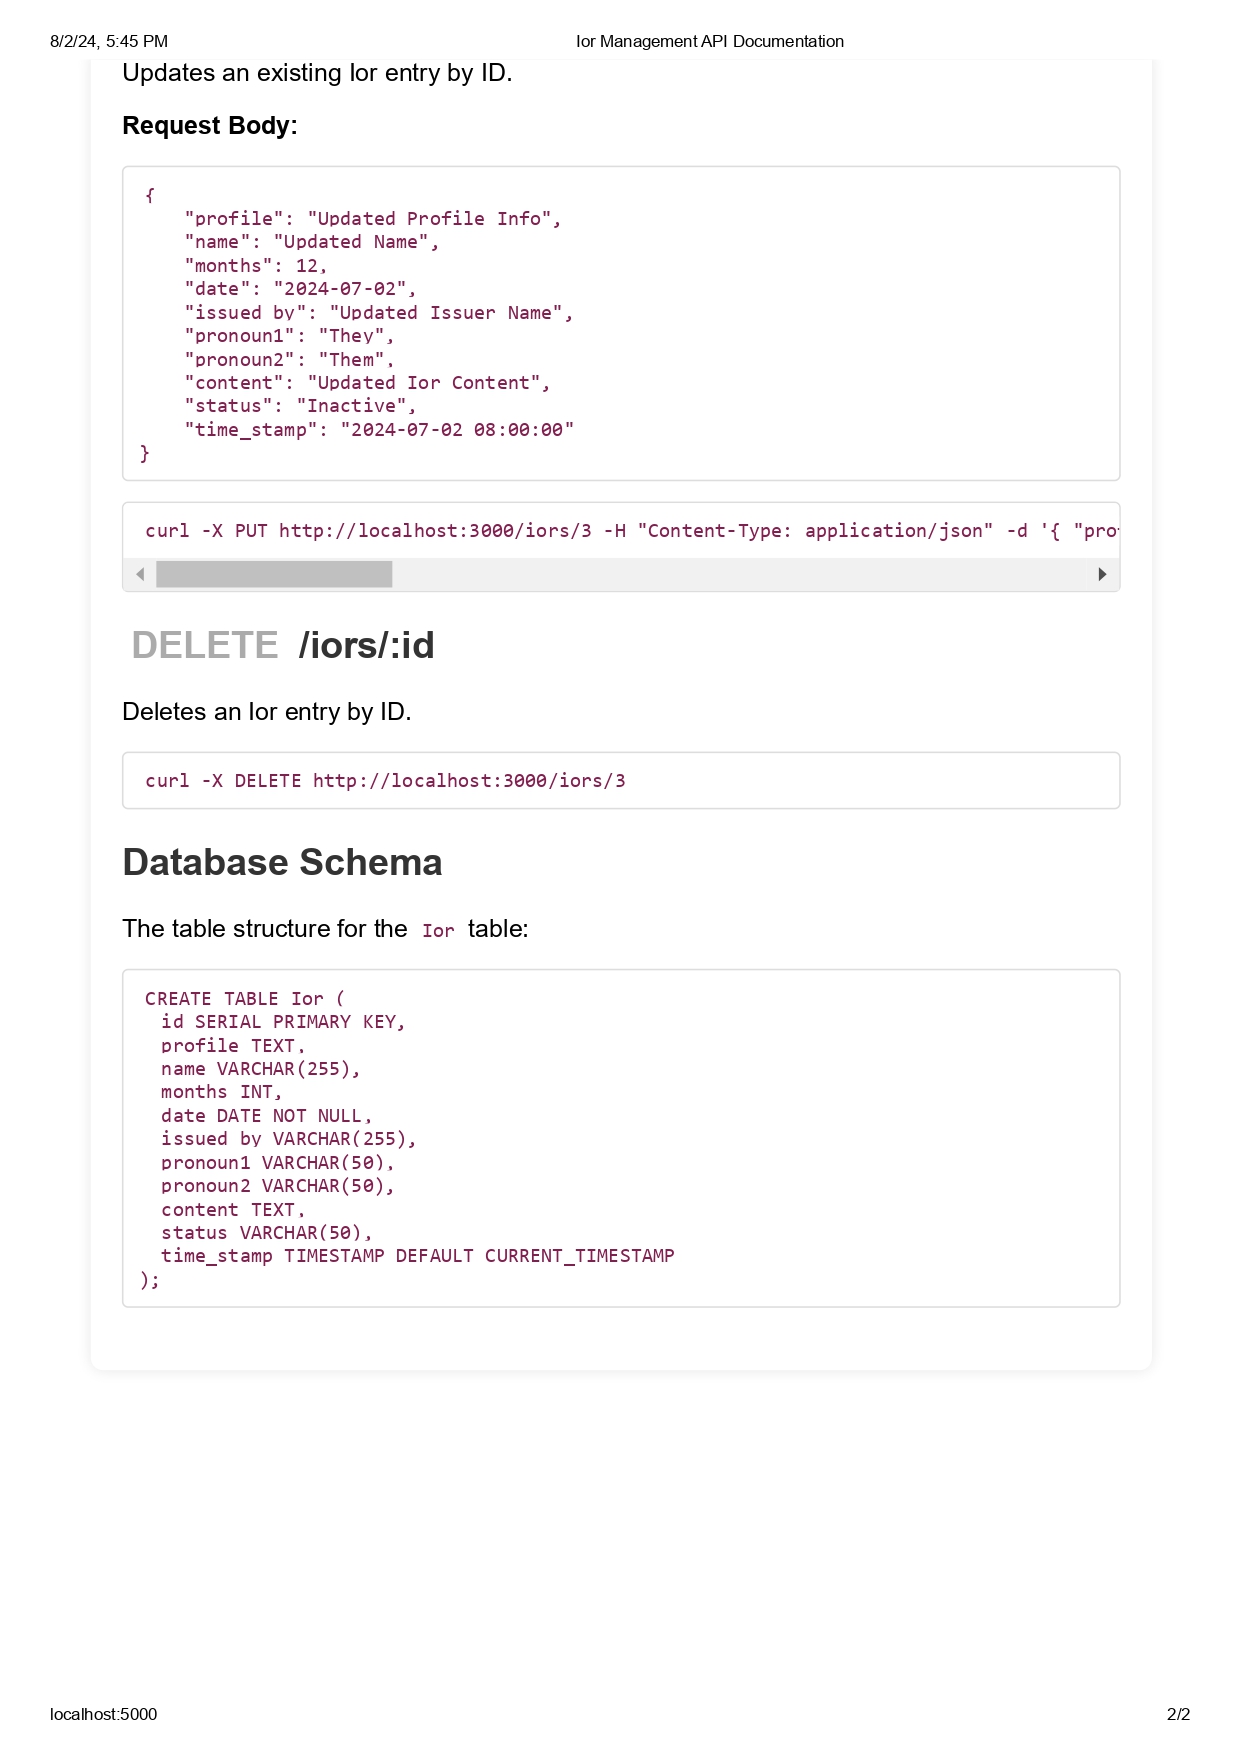 8/2/24, 5:45 PM
Ior Management API Documentation
Updates an existing Ior entry by ID.
Request Body:
{
    "profile": "Updated Profile Info",
    "name": "Updated Name",
    "months": 12,
    "date": "2024-07-02",
    "issued by": "Updated Issuer Name",
    "pronoun1": "They",
    "pronoun2": "Them",
    "content": "Updated Ior Content",
    "status": "Inactive",
    "time_stamp": "2024-07-02 08:00:00"
}
curl -X PUT http://localhost:3000/iors/3 -H "Content-Type: application/json" -d '{ "pro
DELETE /iors/:id
Deletes an Ior entry by ID.
curl -X DELETE http://localhost:3000/iors/3
Database Schema
The table structure for the Ior table:
CREATE TABLE Ior (
  id SERIAL PRIMARY KEY,
  profile TEXT,
  name VARCHAR(255),
  months INT,
  date DATE NOT NULL,
  issued by VARCHAR(255),
  pronoun1 VARCHAR(50),
  pronoun2 VARCHAR(50),
  content TEXT,
  status VARCHAR(50),
  time_stamp TIMESTAMP DEFAULT CURRENT_TIMESTAMP
);
localhost:5000
2/2